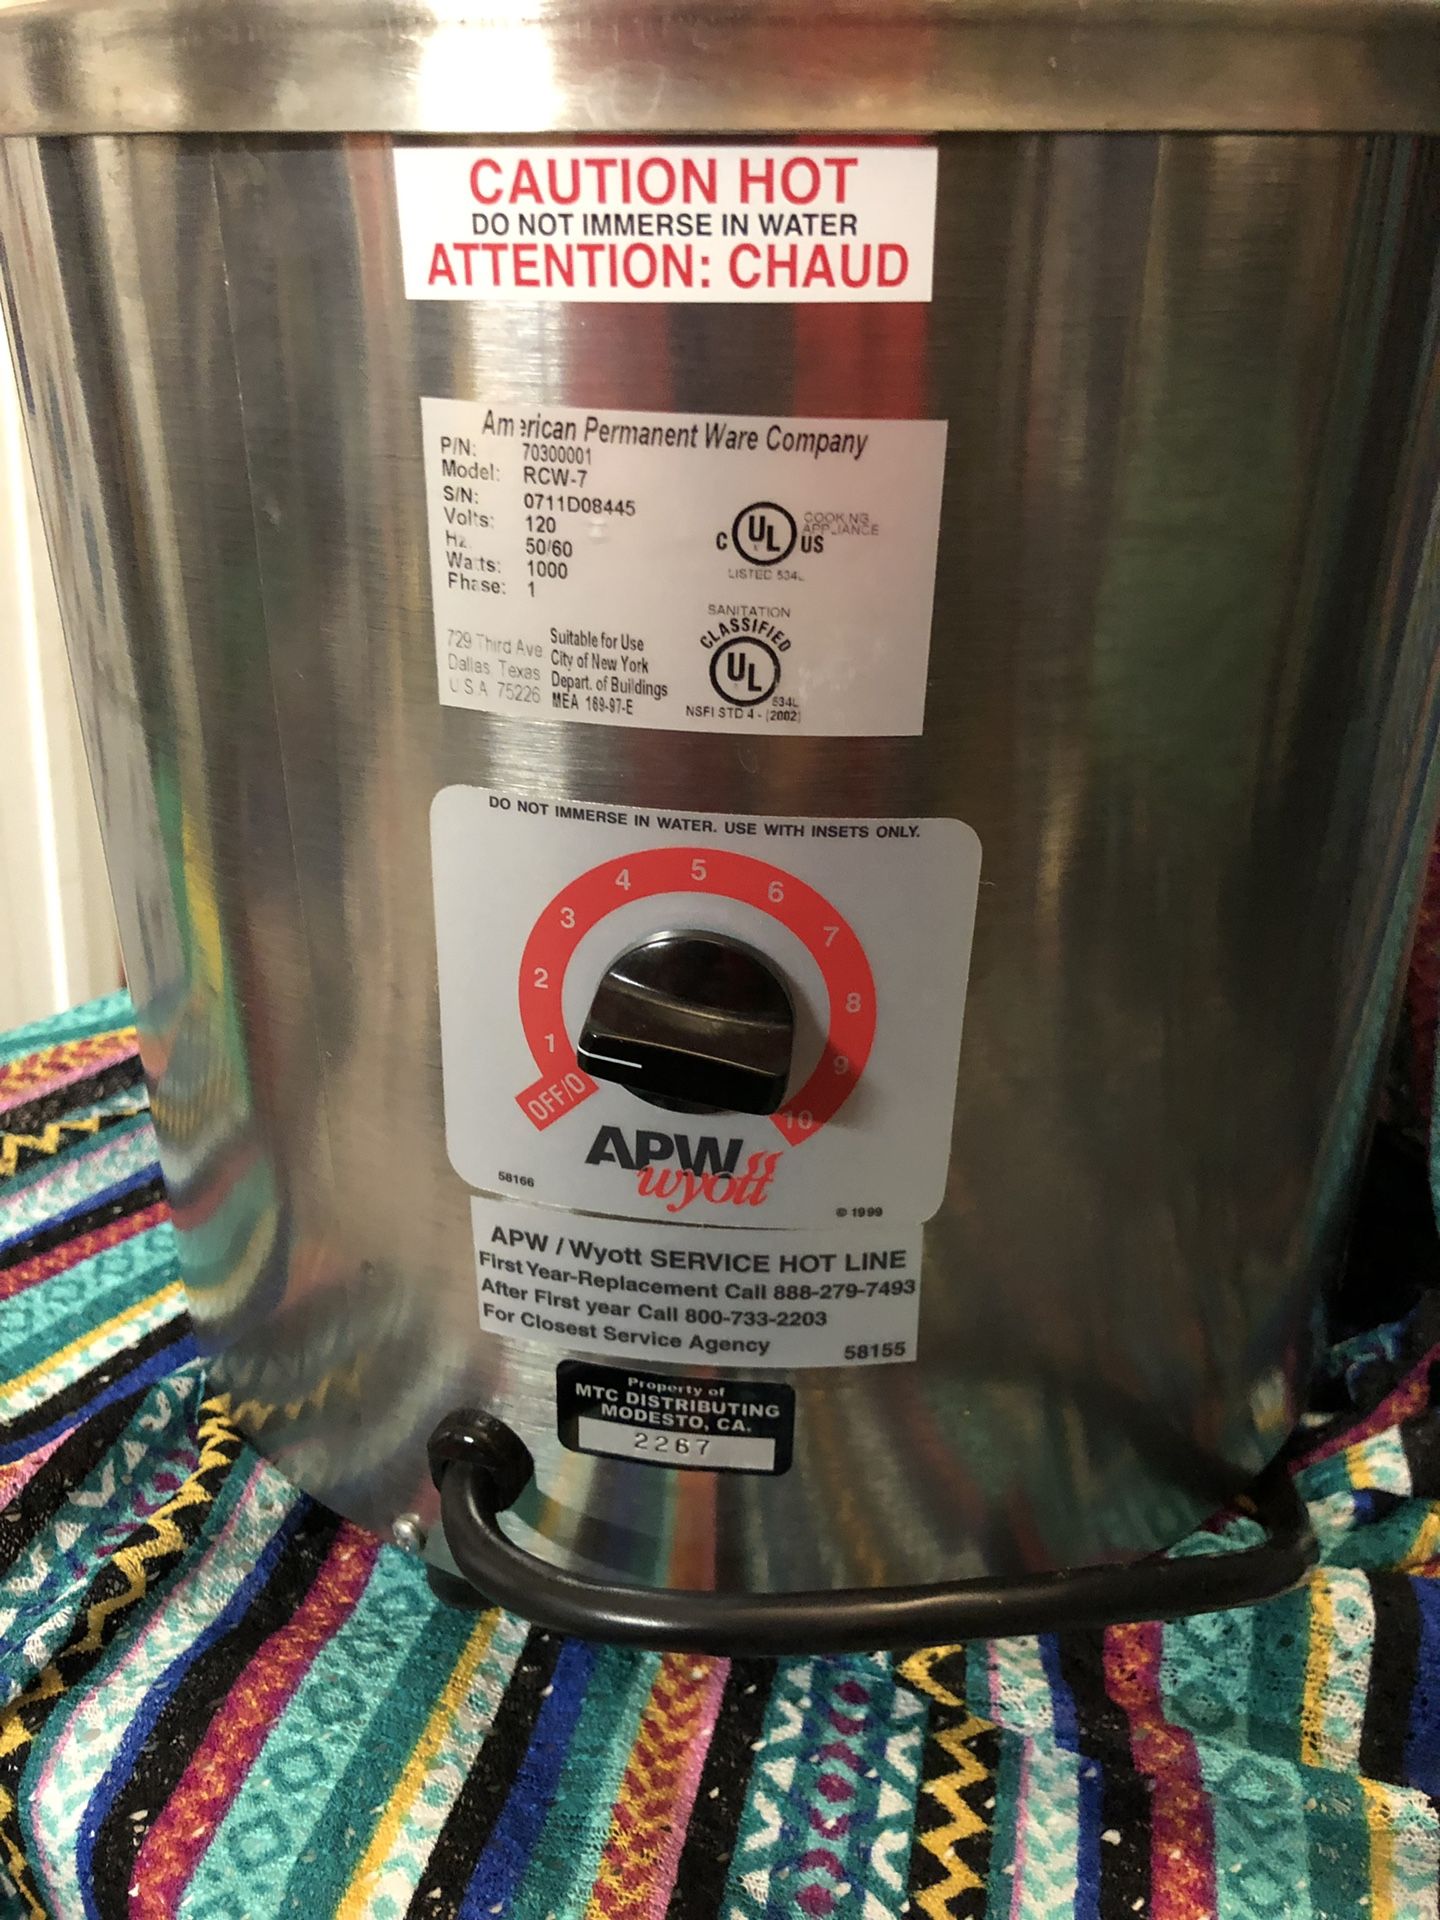 CAUTION HOT
DO NOT IMMERSE IN WATER
ATTENTION: CHAUD
American Permanent Ware Company
P/N: 70300001
Model: RCW-7
S/N: 0711D08445
Volts: 120
Hz 50/60
Watts: 1000
Phase: 1
C UL US
COOKING
APPLIANCE
LISTED 534L
SANITATION
CLASSIFIED
UL
534L
NSFI STD 4 - (2002)
729 Third Ave
Dallas Texas
U S A 75226
Suitable for Use
City of New York
Depart. of Buildings
MEA 169-97-E
DO NOT IMMERSE IN WATER. USE WITH INSETS ONLY.
OFF/O
1
2
3
4
5
6
7
8
9
10
APW
wyott
58166
© 1999
APW / Wyott SERVICE HOT LINE
First Year-Replacement Call 888-279-7493
After First year Call 800-733-2203
For Closest Service Agency 58155
Property of
MTC DISTRIBUTING
MODESTO, CA.
2267